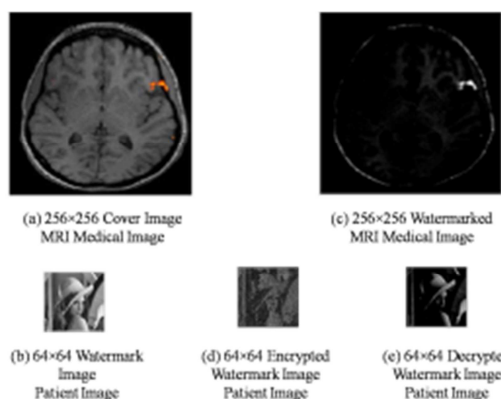 (a) 256×256 Cover Image
MRI Medical Image
(c) 256×256 Watermarked
MRI Medical Image
(b) 64×64 Watermark
Image
Patient Image
(d) 64×64 Encrypted
Watermark Image
Patient Image
(e) 64×64 Decrypte
Watermark Image
Patient Image